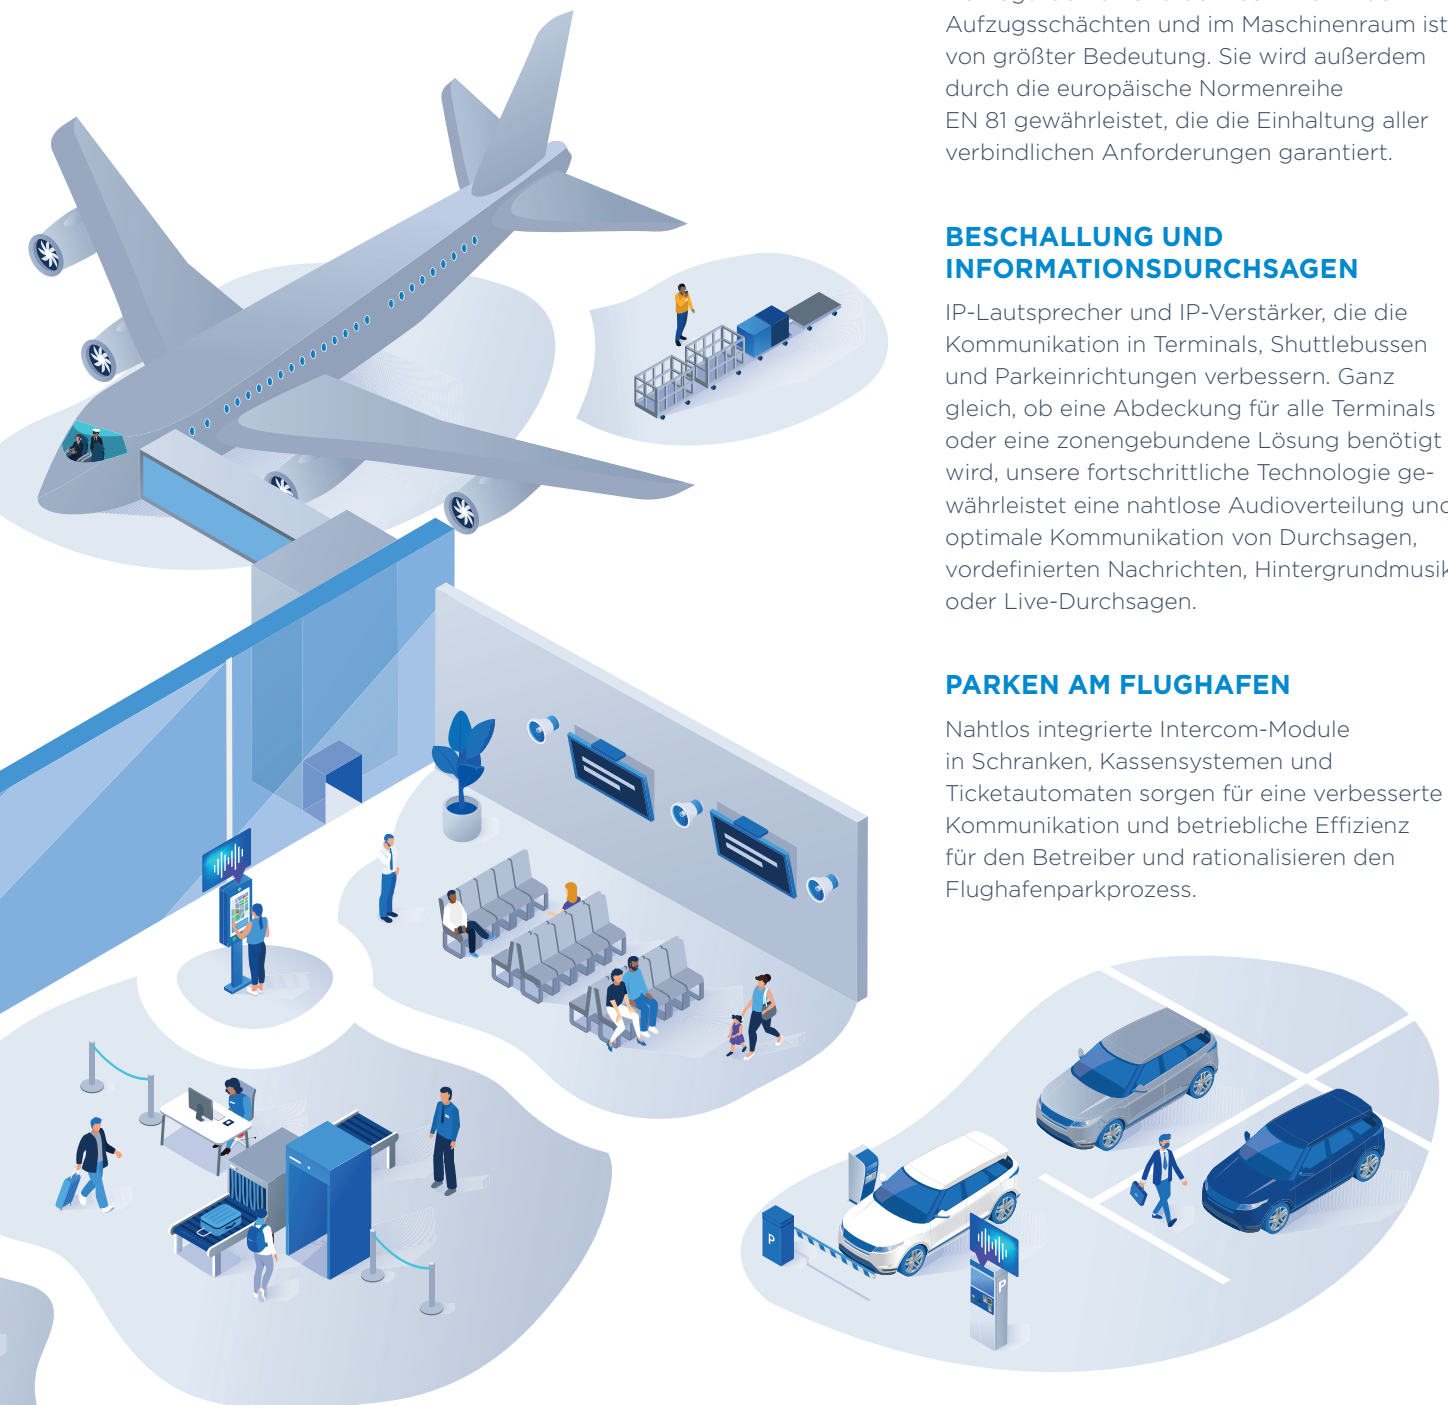 Aufzugsschächten und im Maschinenraum ist
von größter Bedeutung. Sie wird außerdem
durch die europäische Normenreihe
EN 81 gewährleistet, die die Einhaltung aller
verbindlichen Anforderungen garantiert.
BESCHALLUNG UND
INFORMATIONSDURCHSAGEN
IP-Lautsprecher und IP-Verstärker, die die
Kommunikation in Terminals, Shuttlebussen
und Parkeinrichtungen verbessern. Ganz
gleich, ob eine Abdeckung für alle Terminals
oder eine zonengebundene Lösung benötigt
wird, unsere fortschrittliche Technologie ge-
währleistet eine nahtlose Audioverteilung und
optimale Kommunikation von Durchsagen,
vordefinierten Nachrichten, Hintergrundmusik
oder Live-Durchsagen.
PARKEN AM FLUGHAFEN
Nahtlos integrierte Intercom-Module
in Schranken, Kassensystemen und
Ticketautomaten sorgen für eine verbesserte
Kommunikation und betriebliche Effizienz
für den Betreiber und rationalisieren den
Flughafenparkprozess.
P
P